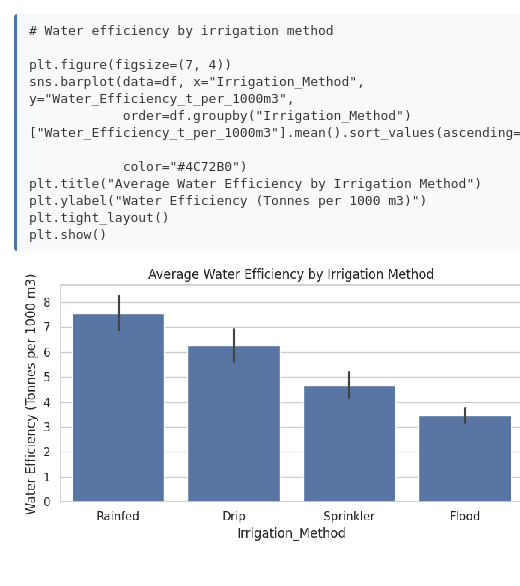 # Water efficiency by irrigation method
plt.figure(figsize=(7, 4))
sns.barplot(data=df, x="Irrigation_Method",
y="Water_Efficiency_t_per_1000m3",
order=df.groupby("Irrigation_Method")
["Water_Efficiency_t_per_1000m3"].mean().sort_values(ascending=
color="#4C72B0")
plt.title("Average Water Efficiency by Irrigation Method")
plt.ylabel("Water Efficiency (Tonnes per 1000 m3)")
plt.tight_layout()
plt.show()
Average Water Efficiency by Irrigation Method
Water Efficiency (Tonnes per 1000 m3)
8
7
6
5
4
3
2
1
0
Rainfed Drip Sprinkler Flood
Irrigation_Method